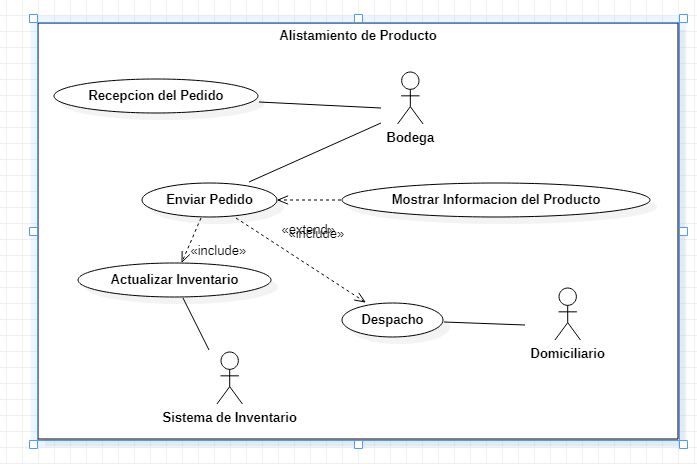 Alistamiento de Producto
Recepcion del Pedido
Bodega
Enviar Pedido
Mostrar Informacion del Producto
«extend»
«include»
«include»
Actualizar Inventario
Despacho
Domiciliario
Sistema de Inventario